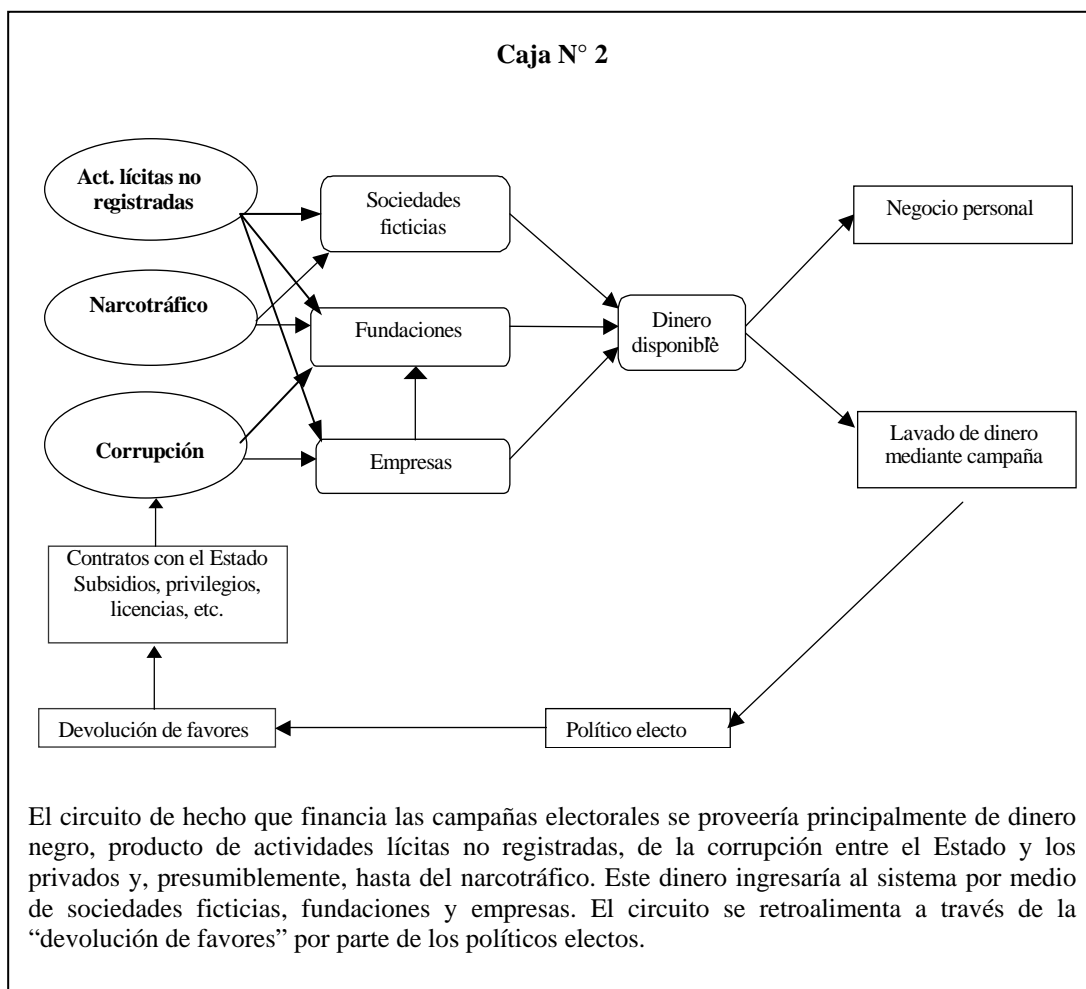 Caja N° 2
Act. lícitas no
registradas
Sociedades
ficticias
Negocio personal
Narcotráfico
Fundaciones
Dinero
disponible
Corrupción
Empresas
Lavado de dinero
mediante campaña
Contratos con el Estado
Subsidios, privilegios,
licencias, etc.
Devolución de favores
Político electo
El circuito de hecho que financia las campañas electorales se proveería principalmente de dinero
negro, producto de actividades lícitas no registradas, de la corrupción entre el Estado y los
privados y, presumiblemente, hasta del narcotráfico. Este dinero ingresaría al sistema por medio
de sociedades ficticias, fundaciones y empresas. El circuito se retroalimenta a través de la
“devolución de favores” por parte de los políticos electos.